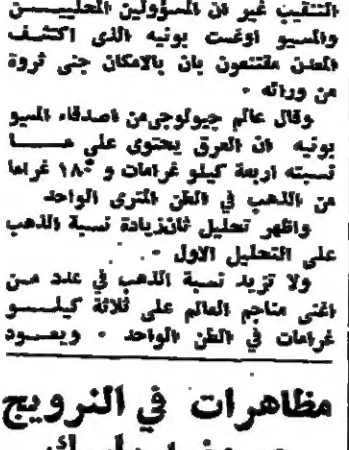 التنقيب غير ان المسؤولين المحليين
والمسيو اوغست بونيه الذي اكتشف
المعدن مقتنعون بان بالامكان جني ثروة
من ورائه •
وقال عالم جيولوجي من اصدقاء المسيو
بونيه ان العرق يحتوي على ما
نسبته اربعة كيلو غرامات و ١٨٠ غراما
من الذهب في الطن المتري الواحد
واظهر تحليل ثان زيادة نسبة الذهب
على التحليل الاول •
ولا تزيد نسبة الذهب في عدد من
اغنى مناجم العالم على ثلاثة كيلو
غرامات في الطن الواحد • ويعود
مظاهرات في النرويج